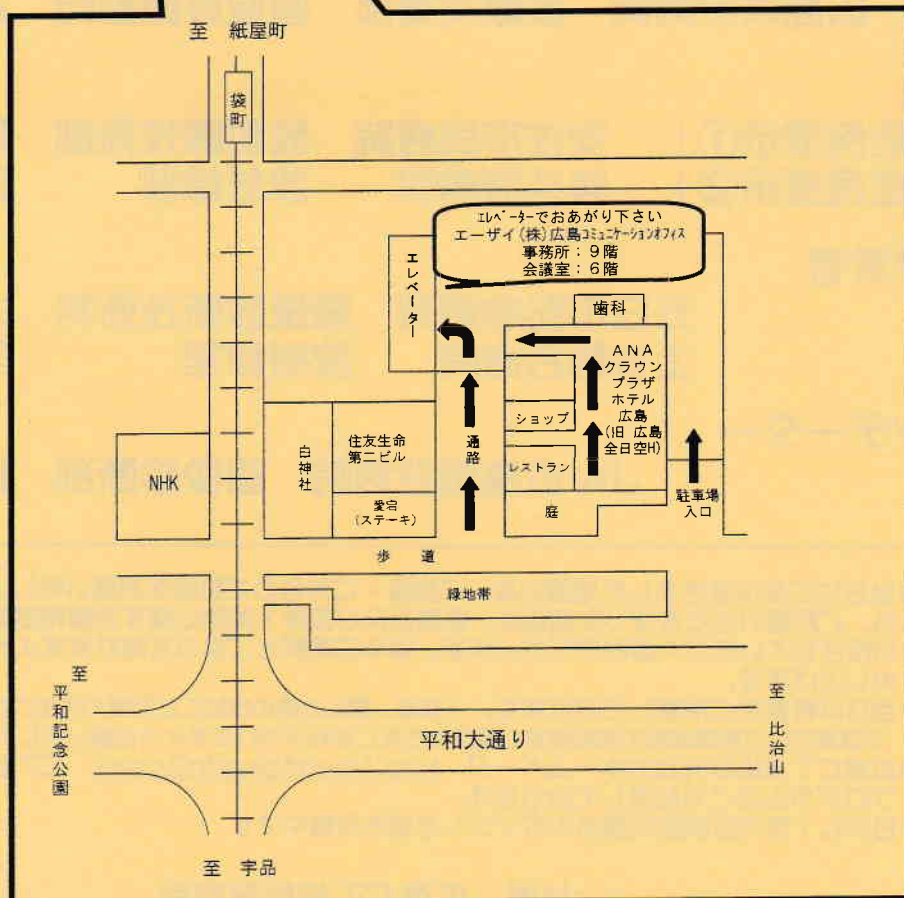 至 紙屋町
袋町
エレベーターでおあがり下さい
エーザイ(株)広島コミュニケーションオフィス
事務所：9階
会議室：6階
エレベーター
歯科
ANA
クラウン
プラザ
ホテル
広島
(旧 広島
全日空H)
ショップ
レストラン
庭
通路
住友生命
第二ビル
愛宕
(ステーキ)
白神社
NHK
駐車場
入口
歩道
緑地帯
至 平和記念公園
平和大通り
至 比治山
至 宇品